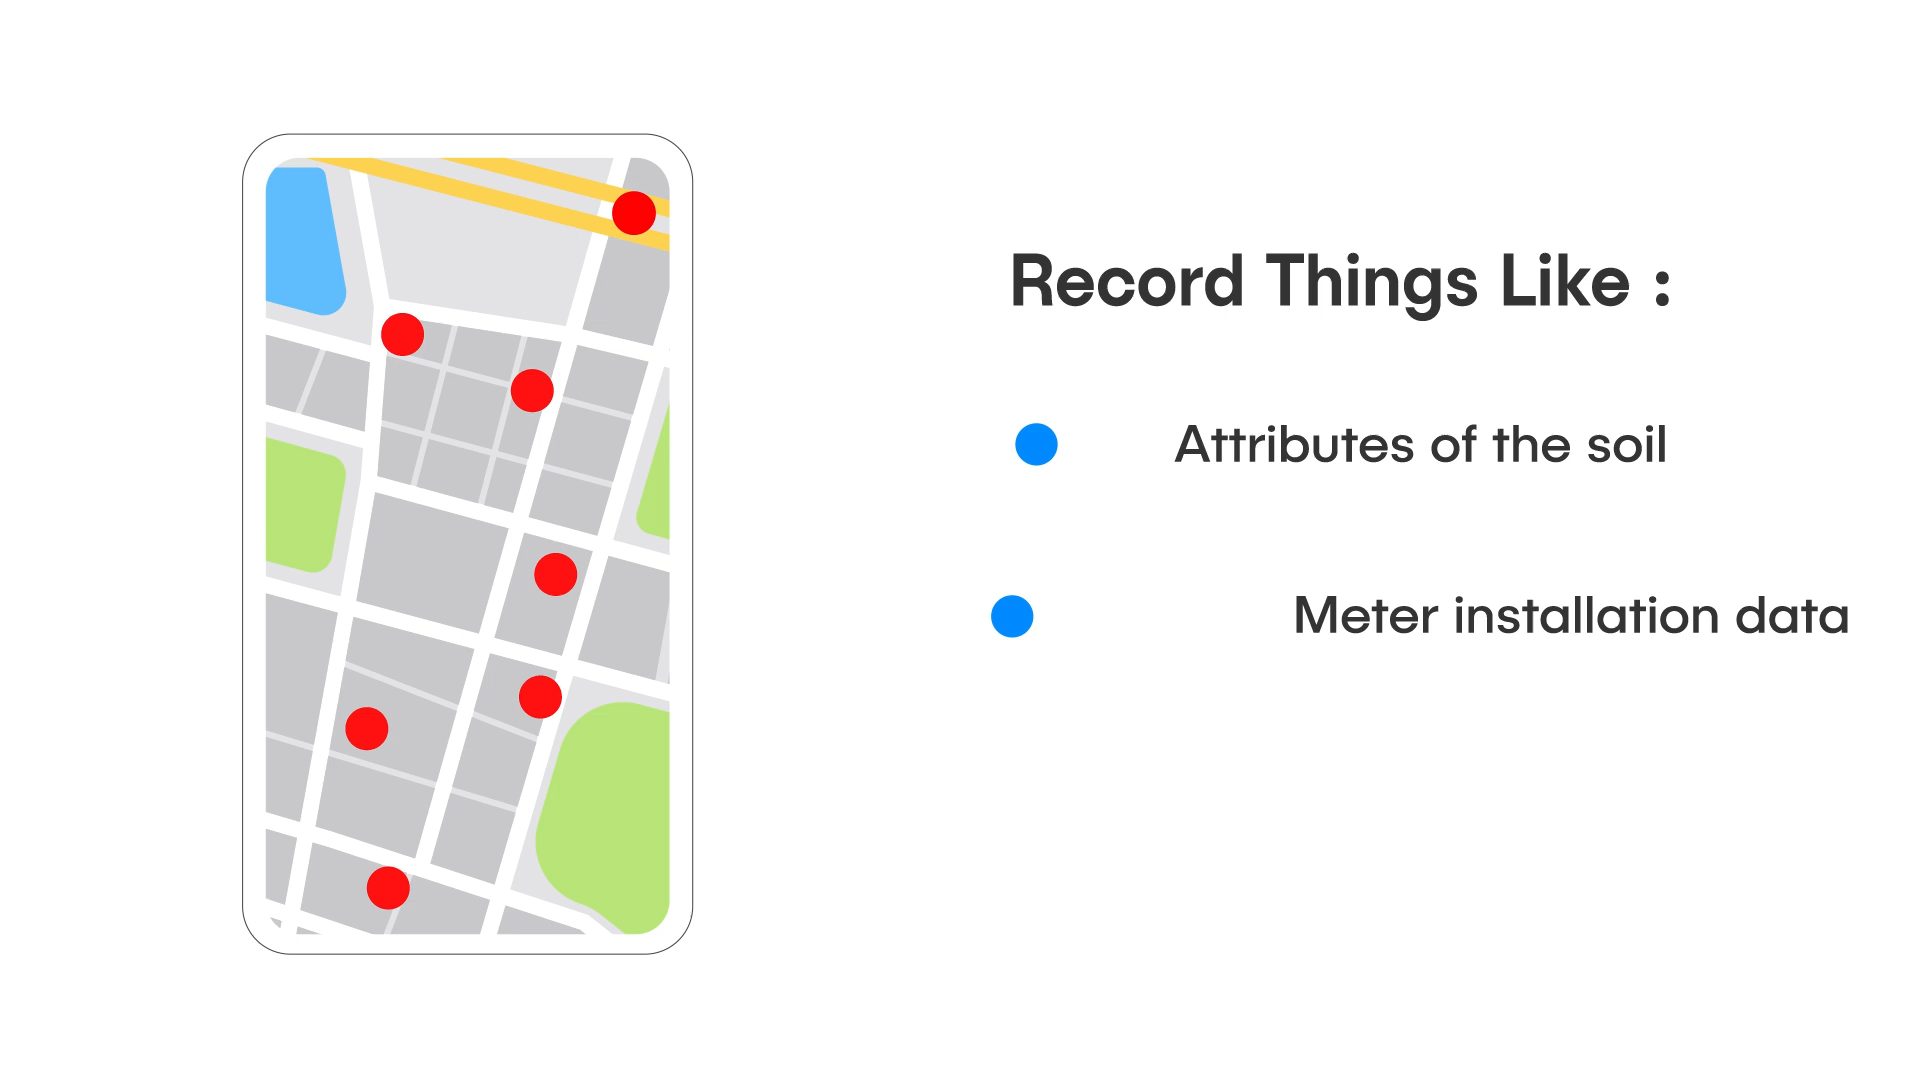 Record Things Like :
Attributes of the soil
Meter installation data